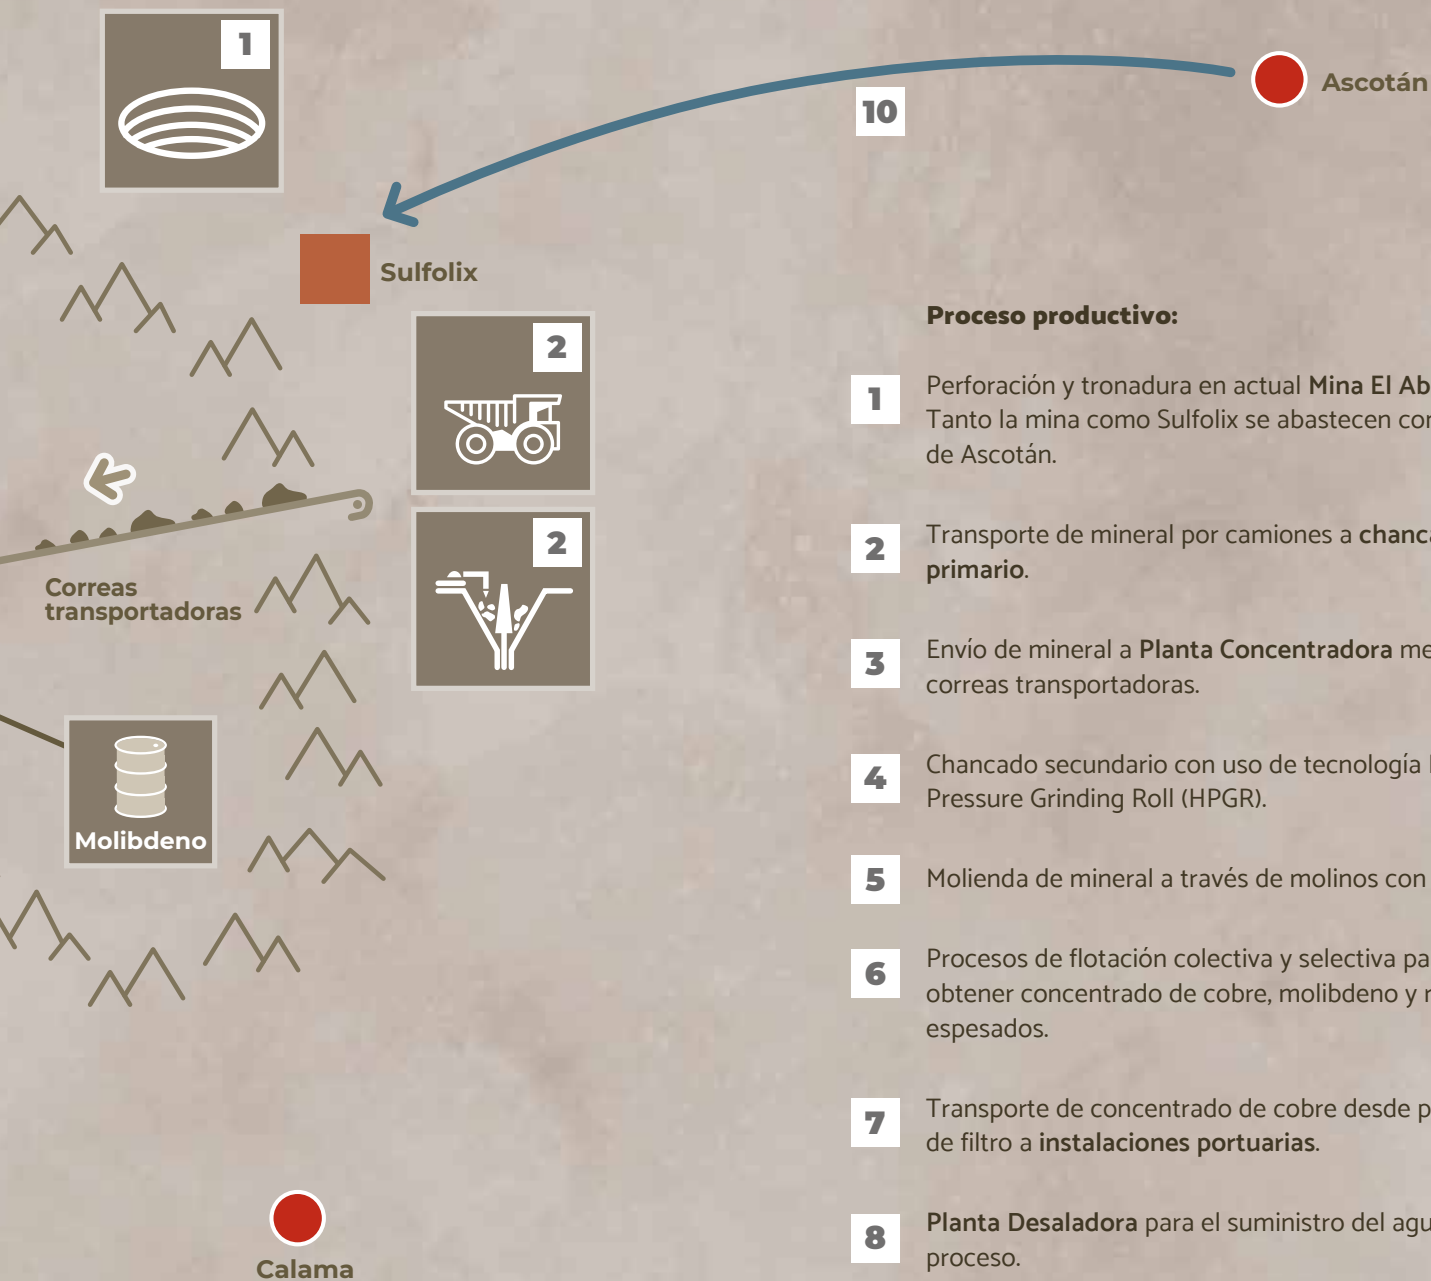 1
10
Ascotán
Sulfolix
2
2
Correas
transportadoras
Molibdeno
Calama
Proceso productivo:
1
Perforación y tronadura en actual Mina El Ab
Tanto la mina como Sulfolix se abastecen con
de Ascotán.
2
Transporte de mineral por camiones a chanca
primario.
3
Envío de mineral a Planta Concentradora me
correas transportadoras.
4
Chancado secundario con uso de tecnología
Pressure Grinding Roll (HPGR).
5
Molienda de mineral a través de molinos con
6
Procesos de flotación colectiva y selectiva pa
obtener concentrado de cobre, molibdeno y
espesados.
7
Transporte de concentrado de cobre desde p
de filtro a instalaciones portuarias.
8
Planta Desaladora para el suministro del agu
proceso.